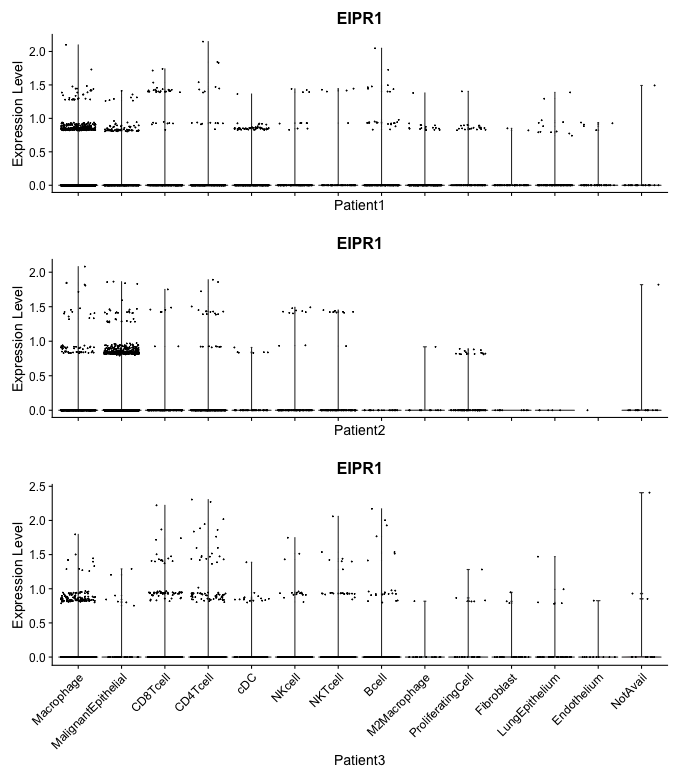 EIPR1
Expression Level
2.0
1.5
1.0
0.5
0.0
Patient1
EIPR1
Expression Level
2.0
1.5
1.0
0.5
0.0
Patient2
EIPR1
Expression Level
2.5
2.0
1.5
1.0
0.5
0.0
Macrophage
MalignantEpithelial
CD8Tcell
CD4Tcell
cDC
NKcell
NKTcell
Bcell
M2Macrophage
ProliferatingCell
Fibroblast
LungEpithelium
Endothelium
NotAvail
Patient3